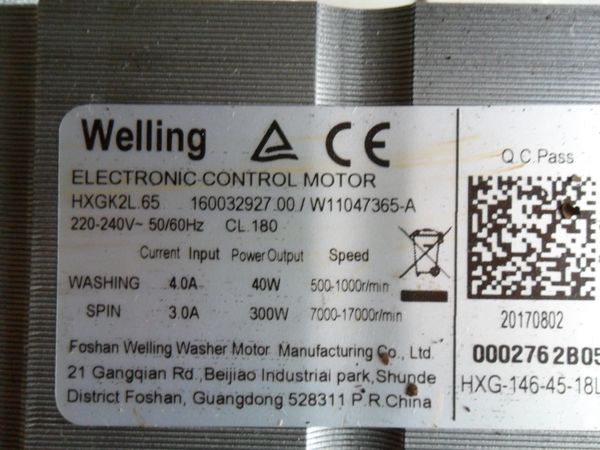 Welling
ELECTRONIC CONTROL MOTOR
HXGK2L.65 160032927.00 / W11047365-A
220-240V~ 50/60Hz CL.180
Current Input Power Output Speed
WASHING 4.0A 40W 500-1000r/min
SPIN 3.0A 300W 7000-17000r/min
Foshan Welling Washer Motor Manufacturing Co., Ltd.
21 Gangqian Rd.,Beijiao Industriai park,Shunde
District Foshan, Guangdong 528311 P.R.China
CE
Q.C.Pass
20170802
0002762B05
HXG-146-45-18L